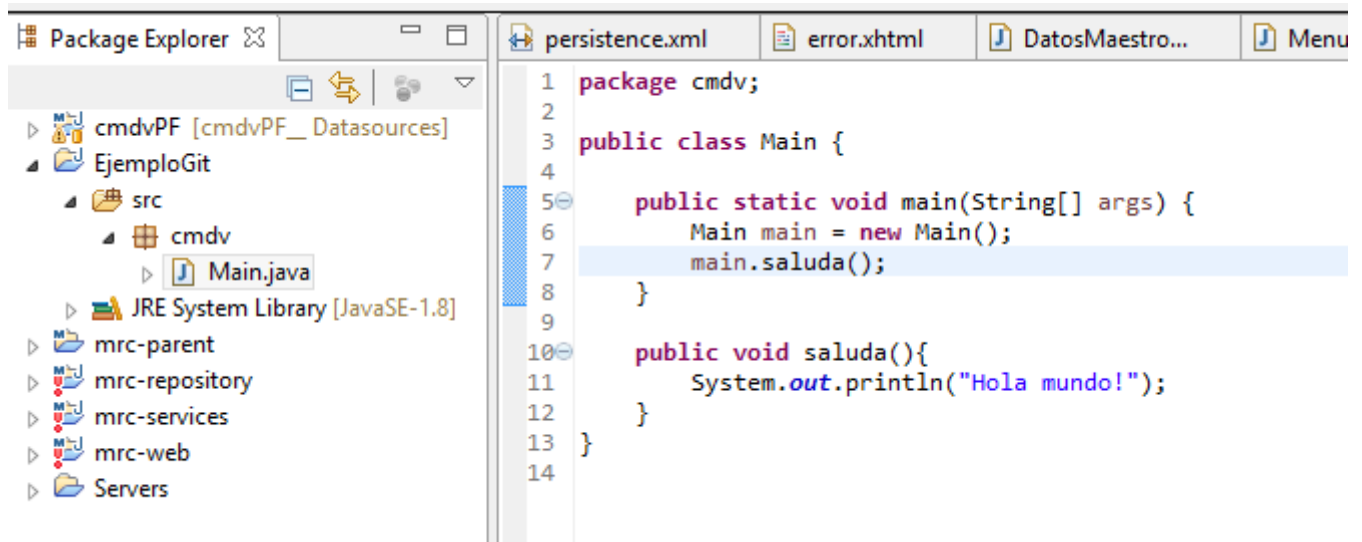 Package Explorer
cmdvPF [cmdvPF__ Datasources]
EjemploGit
src
cmdv
Main.java
JRE System Library [JavaSE-1.8]
mrc-parent
mrc-repository
mrc-services
mrc-web
Servers
persistence.xml error.xhtml DatosMaestro... Menu
1 package cmdv;
2
3 public class Main {
4
5 public static void main(String[] args) {
6 Main main = new Main();
7 main.saluda();
8 }
9
10 public void saluda(){
11 System.out.println("Hola mundo!");
12 }
13 }
14